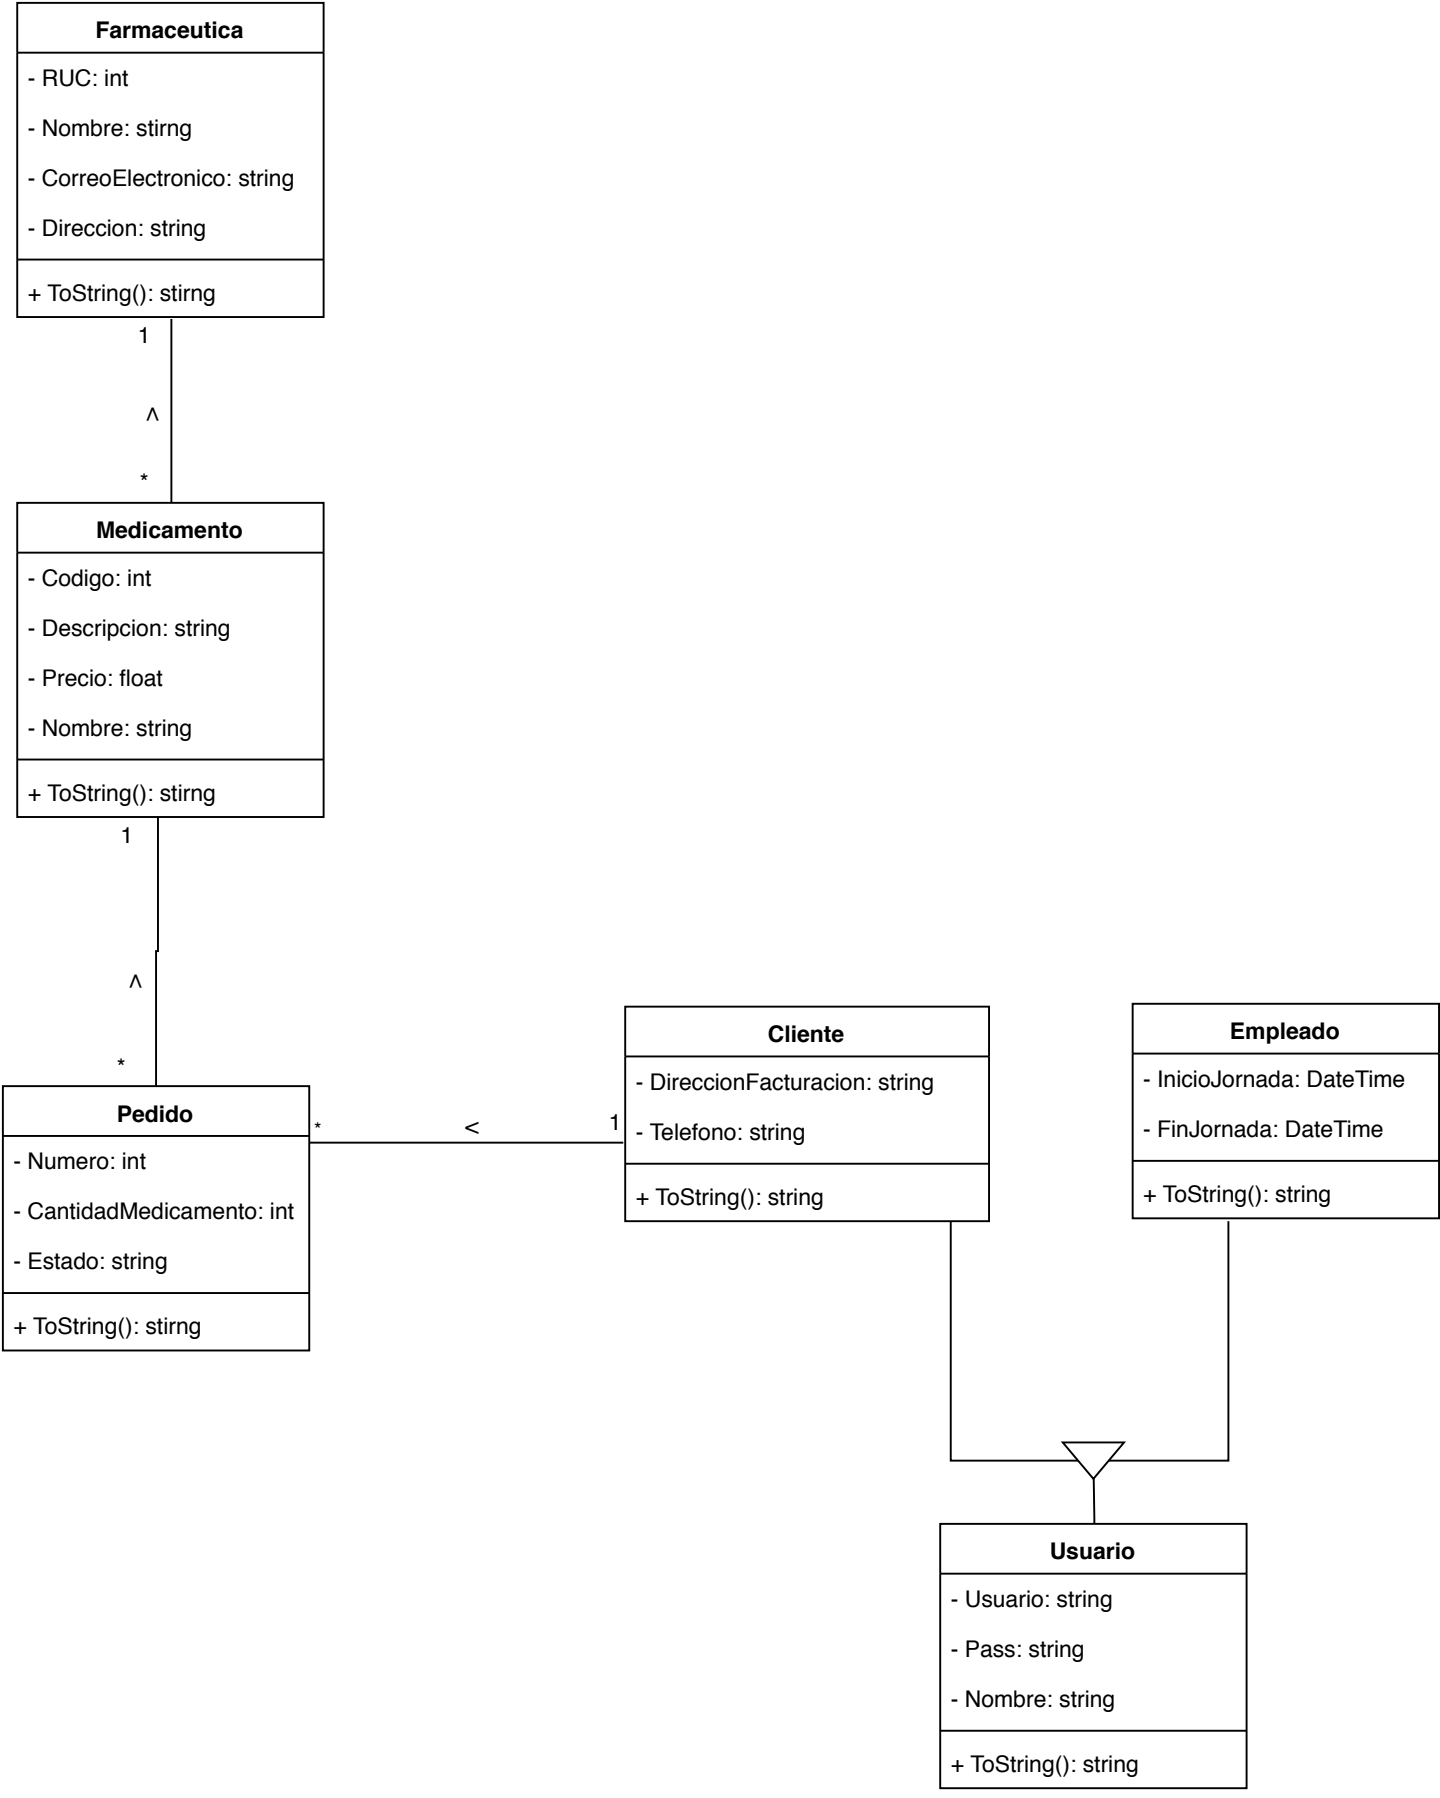 Farmaceutica
- RUC: int
- Nombre: stirng
- CorreoElectronico: string
- Direccion: string
+ ToString(): stirng
1
<
*
Medicamento
- Codigo: int
- Descripcion: string
- Precio: float
- Nombre: string
+ ToString(): stirng
1
<
*
Pedido
- Numero: int
- CantidadMedicamento: int
- Estado: string
+ ToString(): stirng
*
<
1
Cliente
- DireccionFacturacion: string
- Telefono: string
+ ToString(): string
Empleado
- InicioJornada: DateTime
- FinJornada: DateTime
+ ToString(): string
Usuario
- Usuario: string
- Pass: string
- Nombre: string
+ ToString(): string